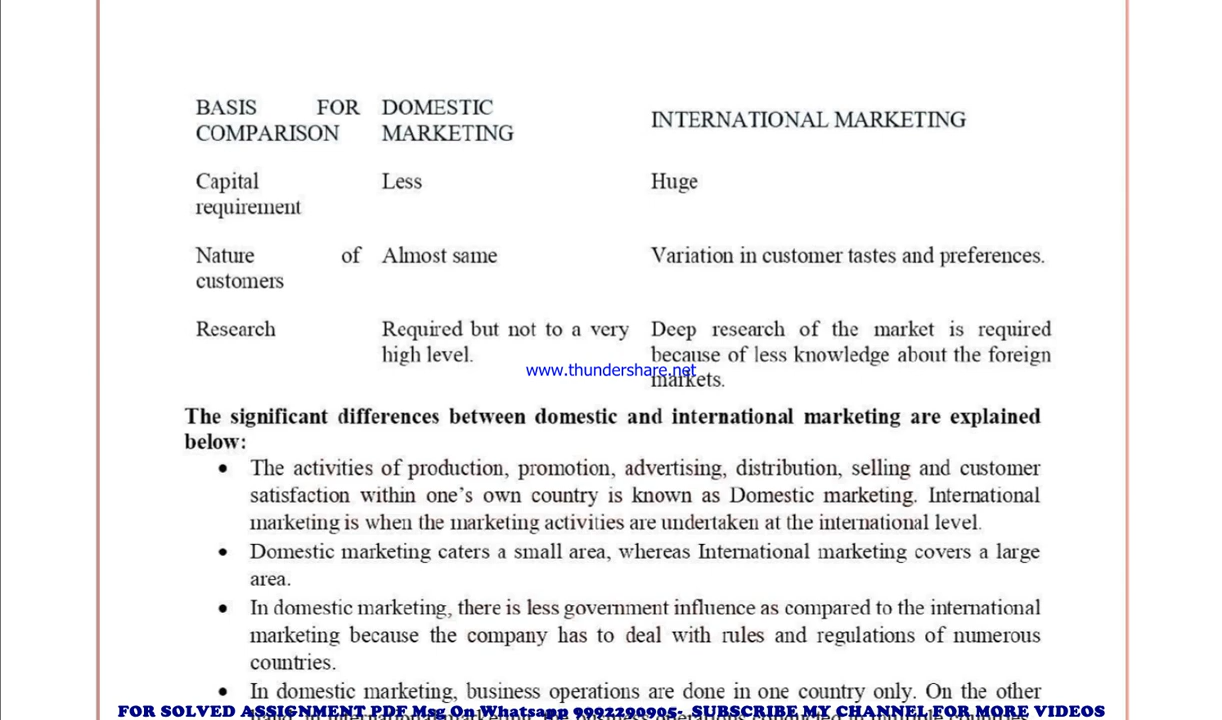 BASIS FOR COMPARISON DOMESTIC MARKETING INTERNATIONAL MARKETING
Capital requirement Less Huge
Nature of customers Almost same Variation in customer tastes and preferences.
Research Required but not to a very high level. Deep research of the market is required because of less knowledge about the foreign markets.
www.thundershare.net
The significant differences between domestic and international marketing are explained
below:
• The activities of production, promotion, advertising, distribution, selling and customer
satisfaction within one's own country is known as Domestic marketing. International
marketing is when the marketing activities are undertaken at the international level.
• Domestic marketing caters a small area, whereas International marketing covers a large
area.
• In domestic marketing, there is less government influence as compared to the international
marketing because the company has to deal with rules and regulations of numerous
countries.
• In domestic marketing, business operations are done in one country only. On the other
FOR SOLVED ASSIGNMENT PDF Msg On Whatsapp 9992290905- SUBSCRIBE MY CHANNEL FOR MORE VIDEOS